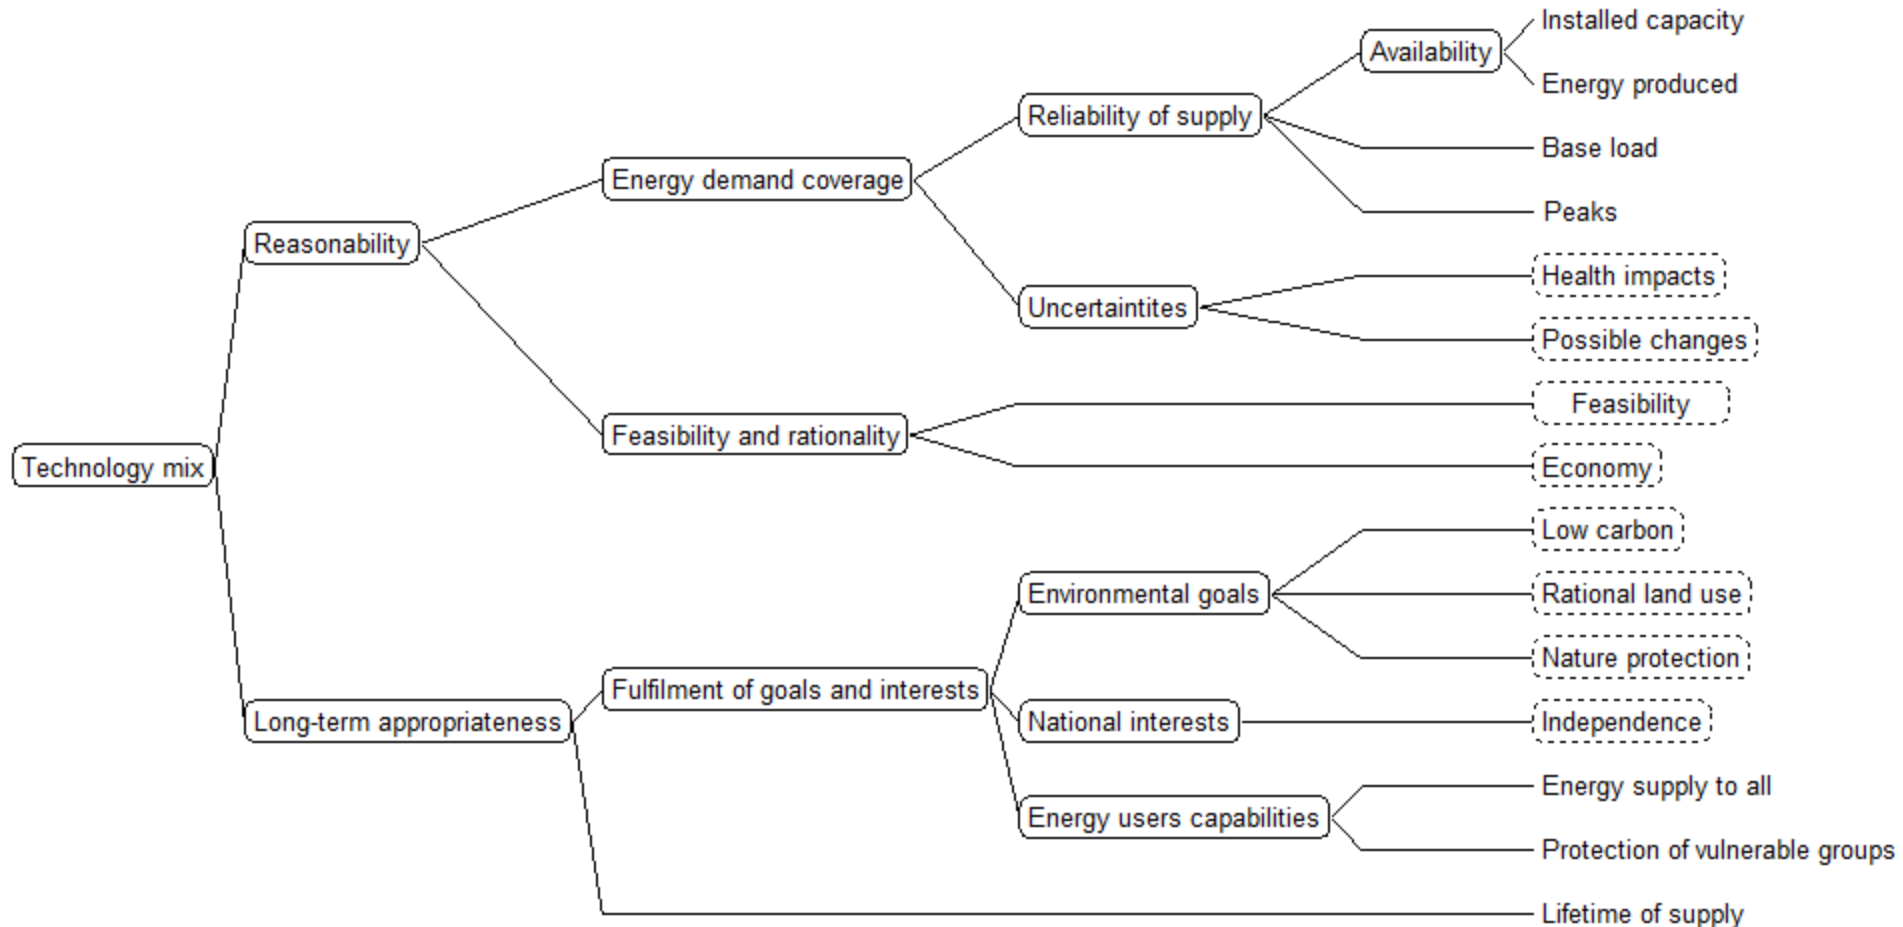 Installed capacity
Availability
Energy produced
Reliability of supply
Base load
Energy demand coverage
Peaks
Reasonability
Health impacts
Uncertaintites
Possible changes
Feasibility
Feasibility and rationality
Economy
Technology mix
Low carbon
Environmental goals
Rational land use
Nature protection
Fulfilment of goals and interests
Long-term appropriateness
National interests
Independence
Energy supply to all
Energy users capabilities
Protection of vulnerable groups
Lifetime of supply